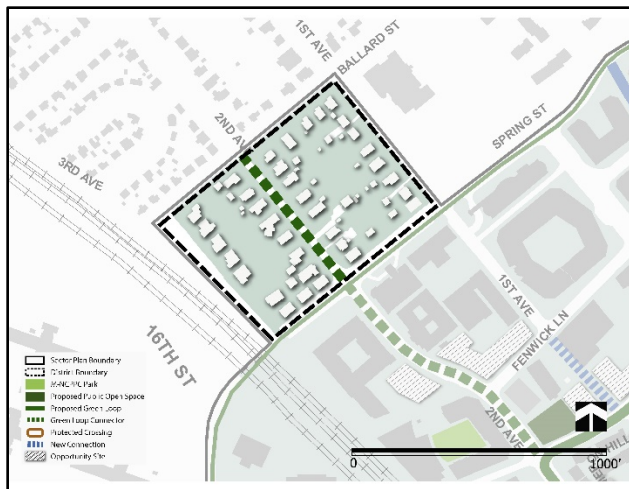 1ST AVE
BALLARD ST
2ND AV
SPRING ST
3RD AVE
1ST AVE
16TH ST
FENWICK LN
2ND AVE
Sector Plan Boundary
District Boundary
M-NCPPC Park
Proposed Public Open Space
Proposed Green Loop
Green Loop Connector
Protected Crossing
New Connection
Opportunity Site
0
1000'